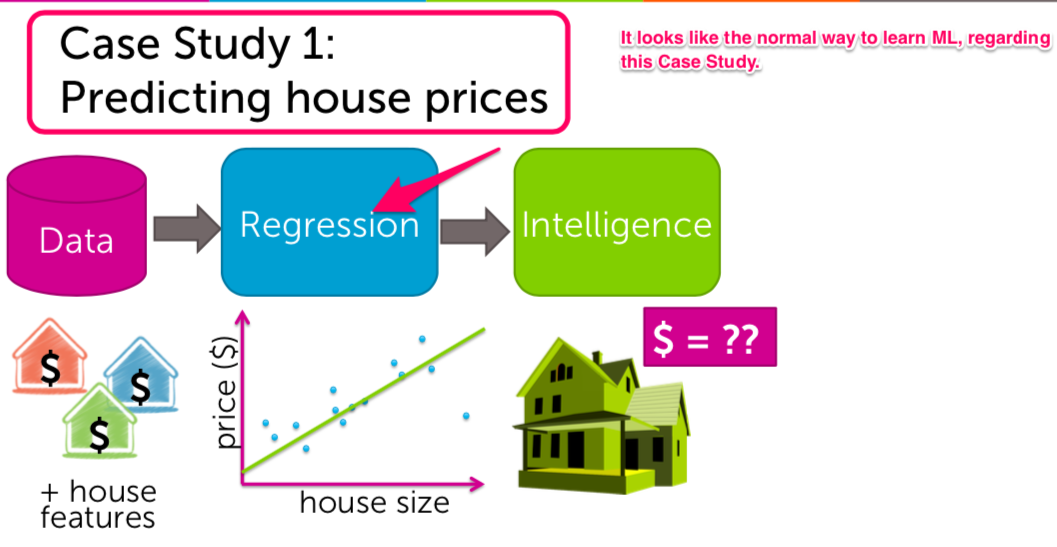 Case Study 1:
Predicting house prices
It looks like the normal way to learn ML, regarding
this Case Study.
Data
Regression
Intelligence
$
$
$
+ house
features
price ($)
house size
$ = ??